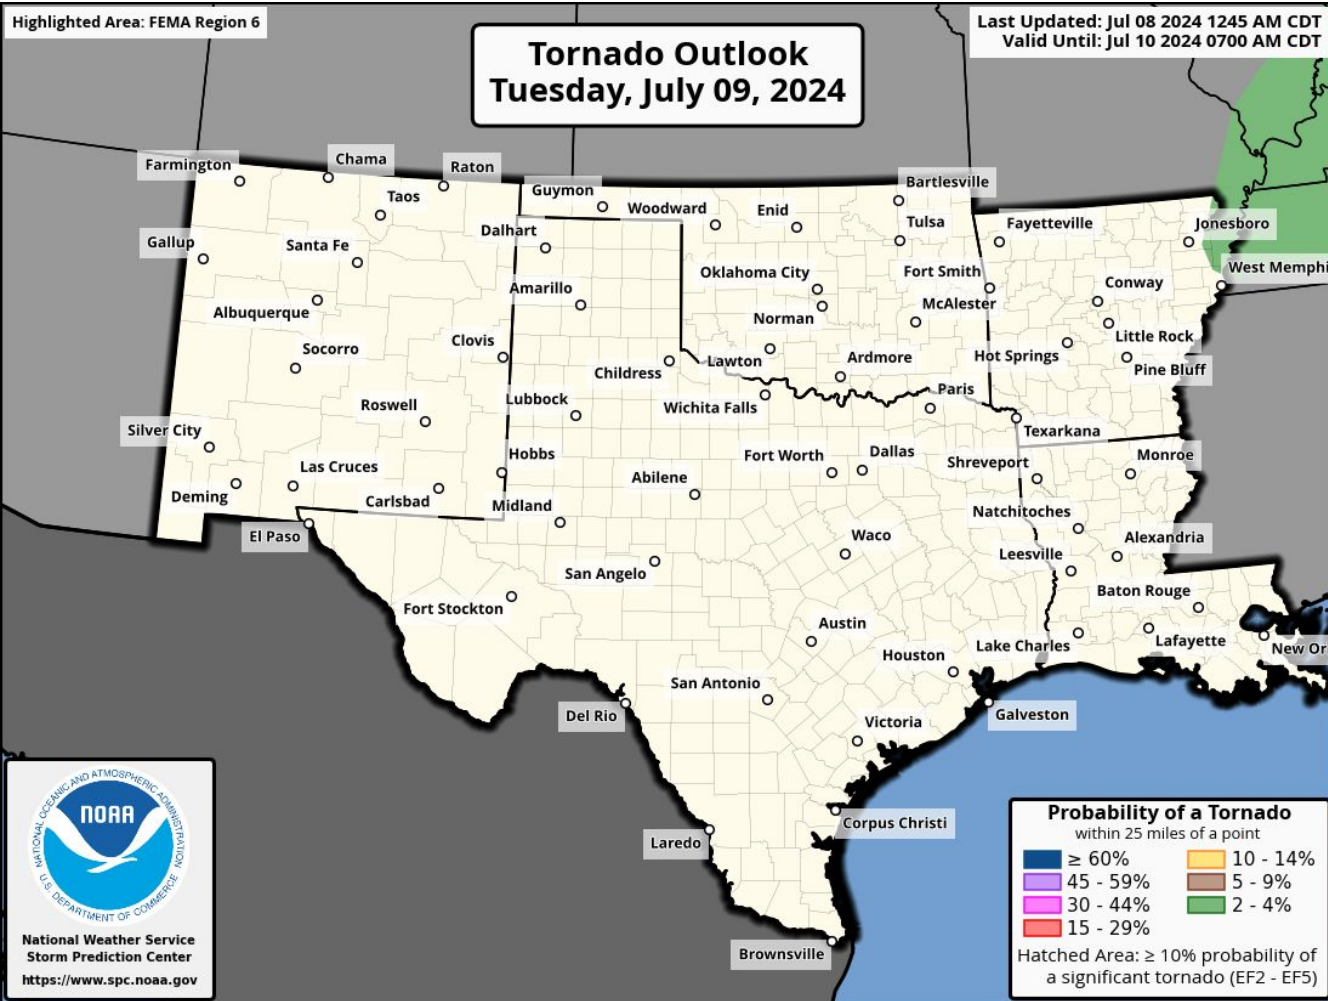 Highlighted Area: FEMA Region 6
Last Updated: Jul 08 2024 1245 AM CDT
Valid Until: Jul 10 2024 0700 AM CDT
Tornado Outlook
Tuesday, July 09, 2024
Farmington
Chama
Raton
Taos
Guymon
Woodward
Enid
Bartlesville
Tulsa
Fayetteville
Jonesboro
Gallup
Santa Fe
Dalhart
Oklahoma City
Fort Smith
West Memphi
Conway
Amarillo
McAlester
Albuquerque
Norman
Little Rock
Socorro
Clovis
Childress
Lawton
Ardmore
Hot Springs
Pine Bluff
Roswell
Lubbock
Wichita Falls
Paris
Silver City
Texarkana
Las Cruces
Hobbs
Abilene
Fort Worth
Dallas
Shreveport
Monroe
Deming
Carlsbad
Midland
Natchitoches
El Paso
Waco
Leesville
Alexandria
San Angelo
Baton Rouge
Fort Stockton
Austin
Lake Charles
Lafayette
New Or
Houston
San Antonio
Del Rio
Galveston
Victoria
Corpus Christi
Laredo
Brownsville
NATIONAL OCEANIC AND ATMOSPHERIC ADMINISTRATION
NOAA
U.S. DEPARTMENT OF COMMERCE
National Weather Service
Storm Prediction Center
https://www.spc.noaa.gov
Probability of a Tornado
within 25 miles of a point
≥ 60%
10 - 14%
45 - 59%
5 - 9%
30 - 44%
2 - 4%
15 - 29%
Hatched Area: ≥ 10% probability of
a significant tornado (EF2 - EF5)